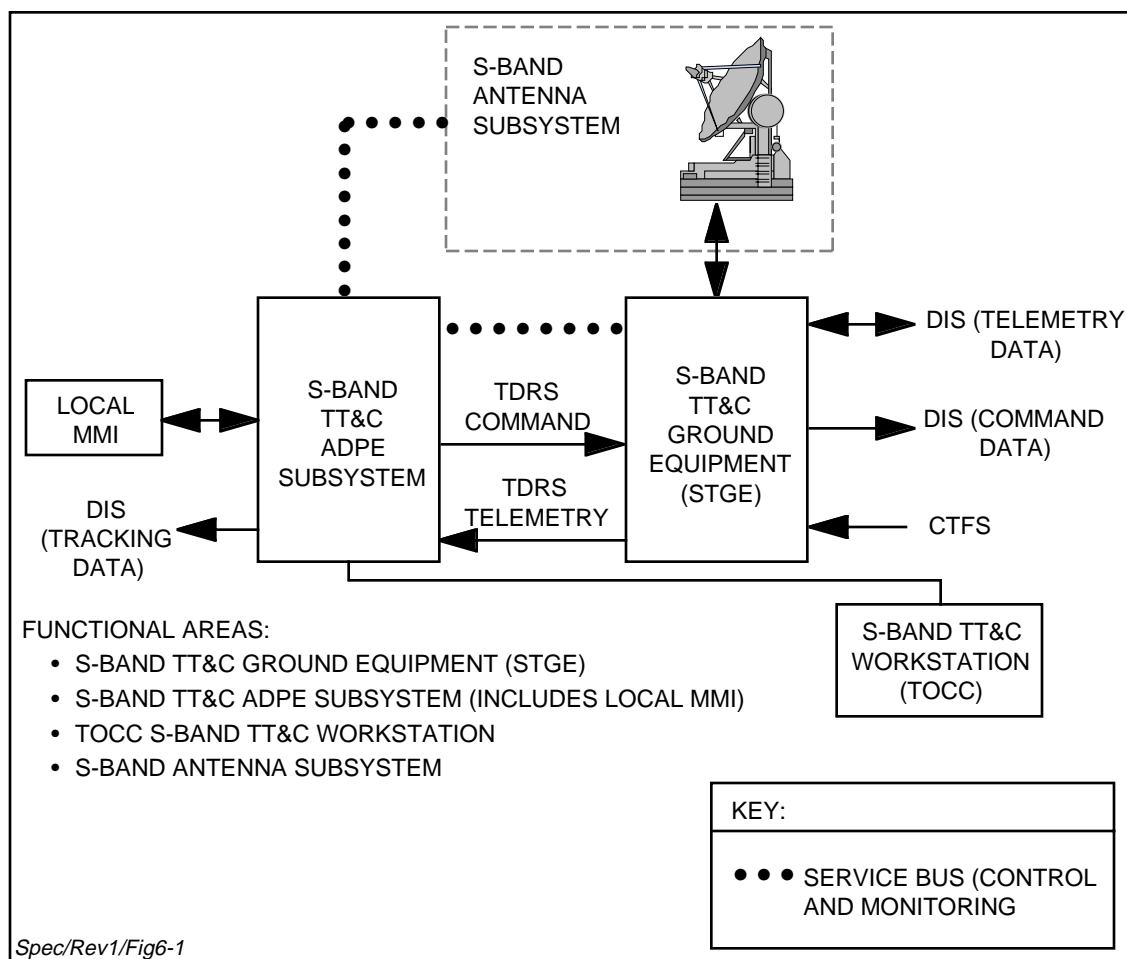 S-BAND
ANTENNA
SUBSYSTEM
LOCAL
MMI
S-BAND
TT&C
ADPE
SUBSYSTEM
TDRS
COMMAND
TDRS
TELEMETRY
S-BAND
TT&C
GROUND
EQUIPMENT
(STGE)
DIS (TELEMETRY
DATA)
DIS (COMMAND
DATA)
CTFS
DIS
(TRACKING
DATA)
S-BAND TT&C
WORKSTATION
(TOCC)
FUNCTIONAL AREAS:
• S-BAND TT&C GROUND EQUIPMENT (STGE)
• S-BAND TT&C ADPE SUBSYSTEM (INCLUDES LOCAL MMI)
• TOCC S-BAND TT&C WORKSTATION
• S-BAND ANTENNA SUBSYSTEM
KEY:
SERVICE BUS (CONTROL
AND MONITORING
Spec/Rev1/Fig6-1